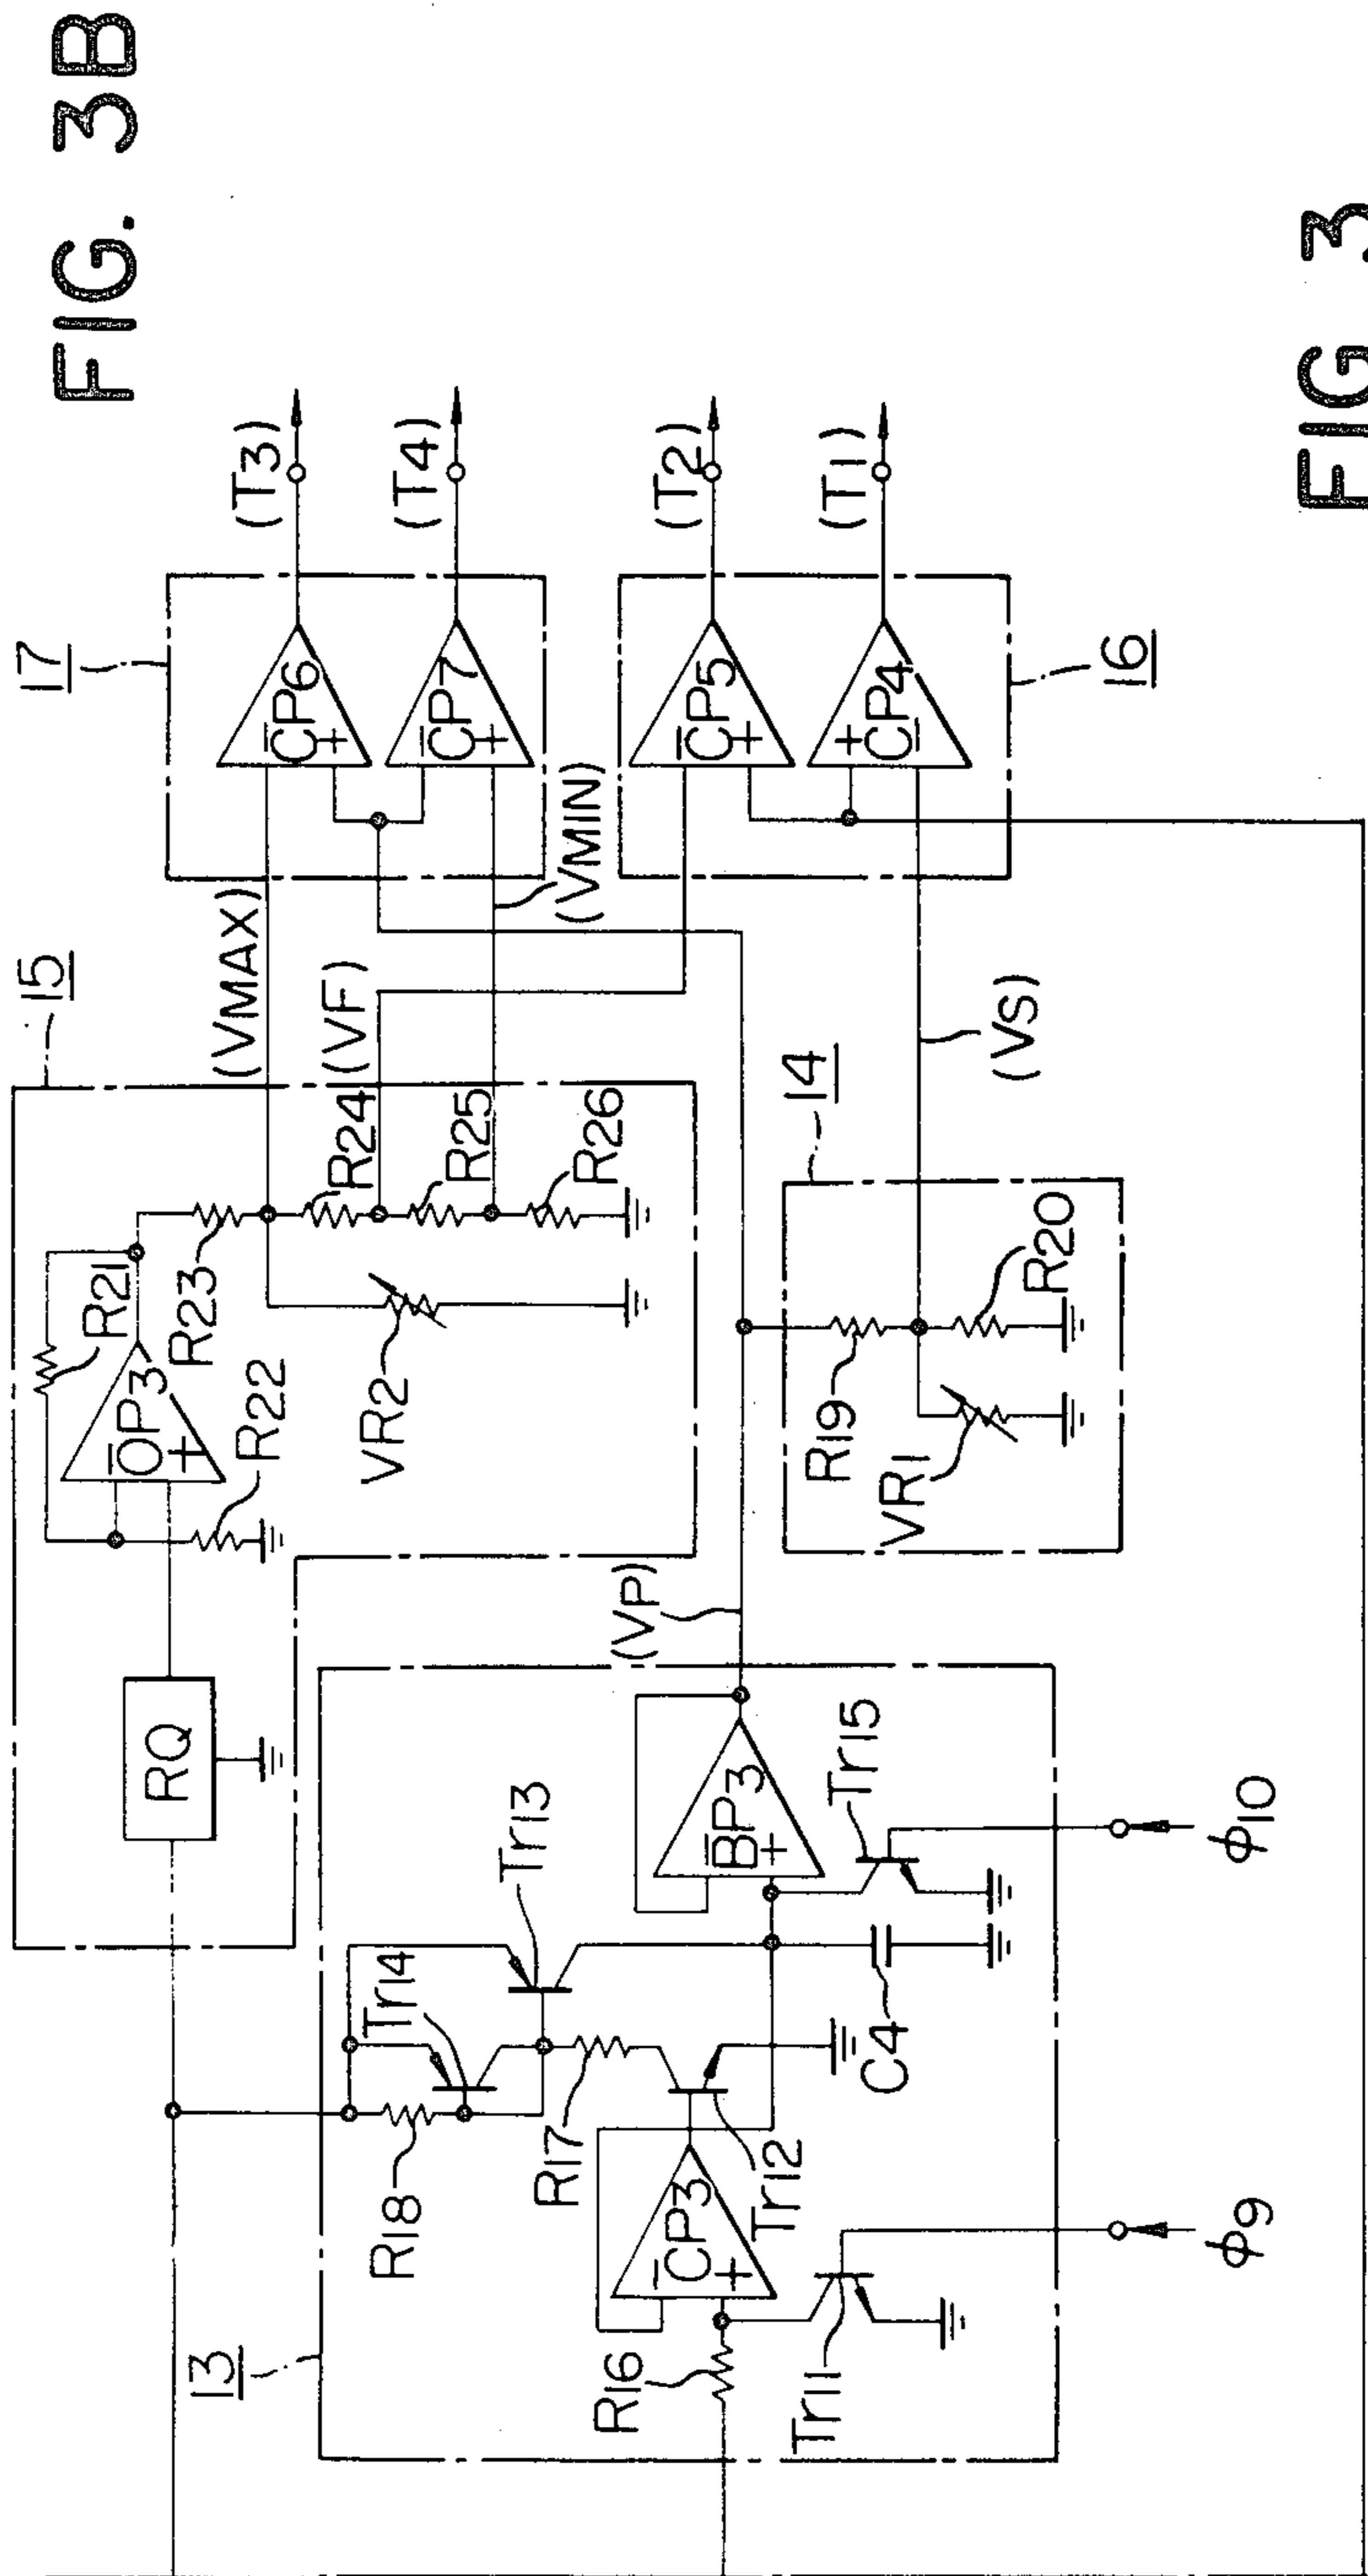 FIG. 3B
17
(T3)
(T4)
CP6
- +
CP7
- +
(T2)
(T1)
CP5
- +
CP4
+ -
16
(VMIN)
(VMAX)
(VF)
15
R21
OP3
- +
R22
R23
R24
R25
R26
VR2
RQ
14
(VS)
R19
R20
VR1
(VP)
13
R18
Tr14
Tr13
R17
CP3
- +
Tr12
R16
Tr11
BP3
- +
Tr15
C4
φ9
φ10
FIG. 3